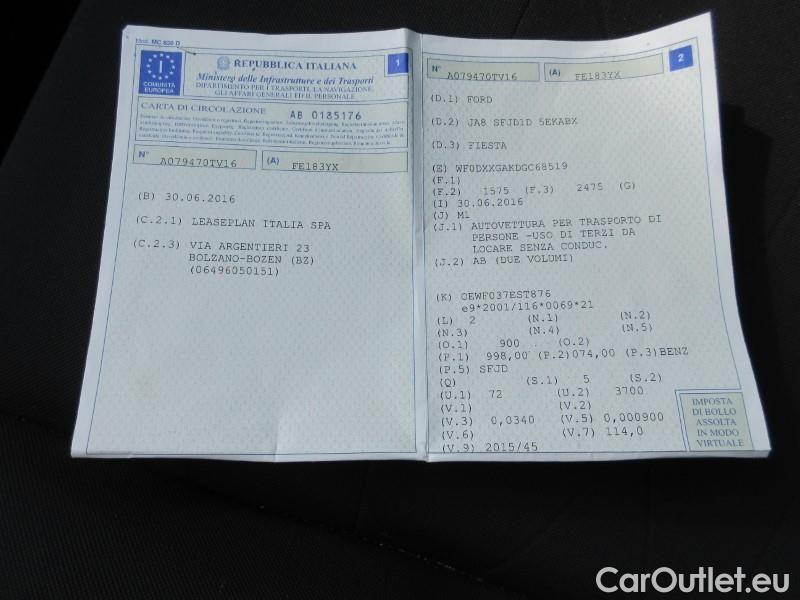 Mod. MC 820 D
I
COMUNITÀ
EUROPEA
REPUBBLICA ITALIANA
Ministero delle Infrastrutture e dei Trasporti
DIPARTIMENTO PER I TRASPORTI, LA NAVIGAZIONE,
GLI AFFARI GENERALI ED IL PERSONALE
1
CARTA DI CIRCOLAZIONE
AB 0185176
N° A079470TV16 (A) FE183YX
(B) 30.06.2016
(C.2.1) LEASEPLAN ITALIA SPA
(C.2.3) VIA ARGENTIERI 23
BOLZANO-BOZEN (BZ)
(06496050151)
2
N° A079470TV16 (A) FE183YX
(D.1) FORD
(D.2) JA8 SFJD1D 5EKABX
(D.3) FIESTA
(E) WF0DXXGAKDGC68519
(F.1)
(F.2) 1575 (F.3) 2475 (G)
(I) 30.06.2016
(J) M1
(J.1) AUTOVETTURA PER TRASPORTO DI
PERSONE -USO DI TERZI DA
LOCARE SENZA CONDUC.
(J.2) AB (DUE VOLUMI)
(K) OEWF037EST876
e9*2001/116*0069*21
(L) 2 (N.1) (N.2)
(N.3) (N.4) (N.5)
(O.1) 900 (O.2)
(P.1) 998,00 (P.2)074,00 (P.3)BENZ
(P.5) SFJD
(Q) (S.1) 5 (S.2)
(U.1) 72 (U.2) 3700
(V.1) (V.2)
(V.3) 0,0340 (V.5) 0,000900
(V.6) (V.7) 114,0
(V.9) 2015/45
IMPOSTA
DI BOLLO
ASSOLTA
IN MODO
VIRTUALE
CarOutlet.eu